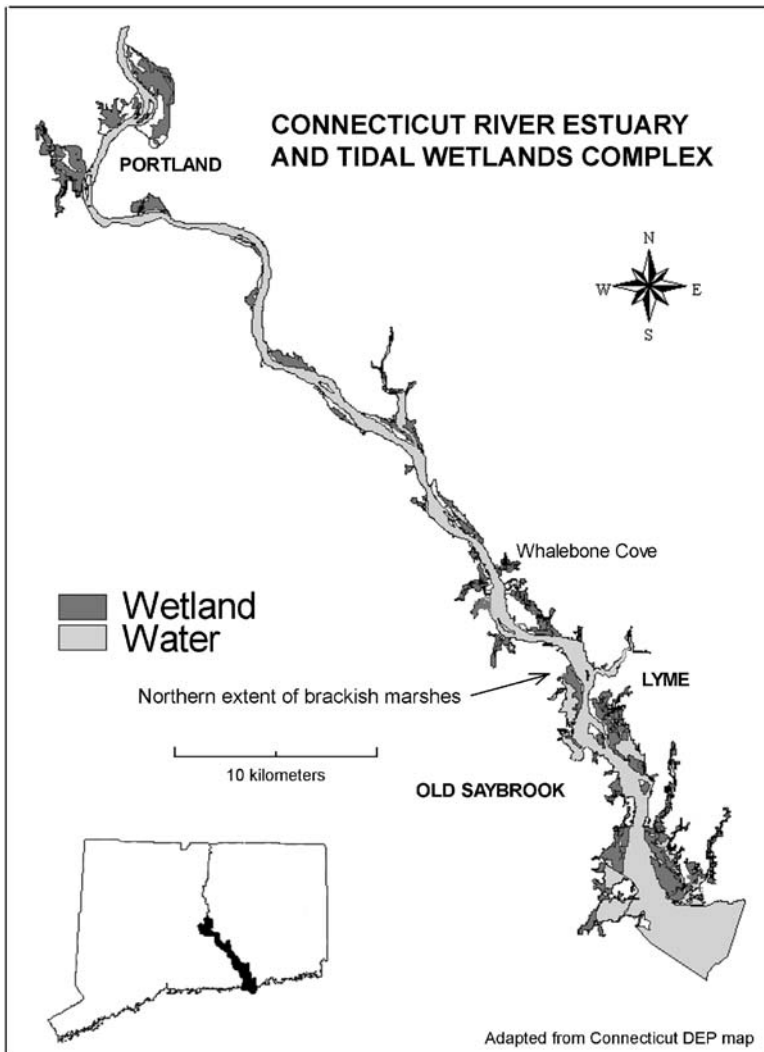 CONNECTICUT RIVER ESTUARY
AND TIDAL WETLANDS COMPLEX
PORTLAND
N
W E
S
Whalebone Cove
Wetland
Water
Northern extent of brackish marshes
LYME
10 kilometers
OLD SAYBROOK
Adapted from Connecticut DEP map